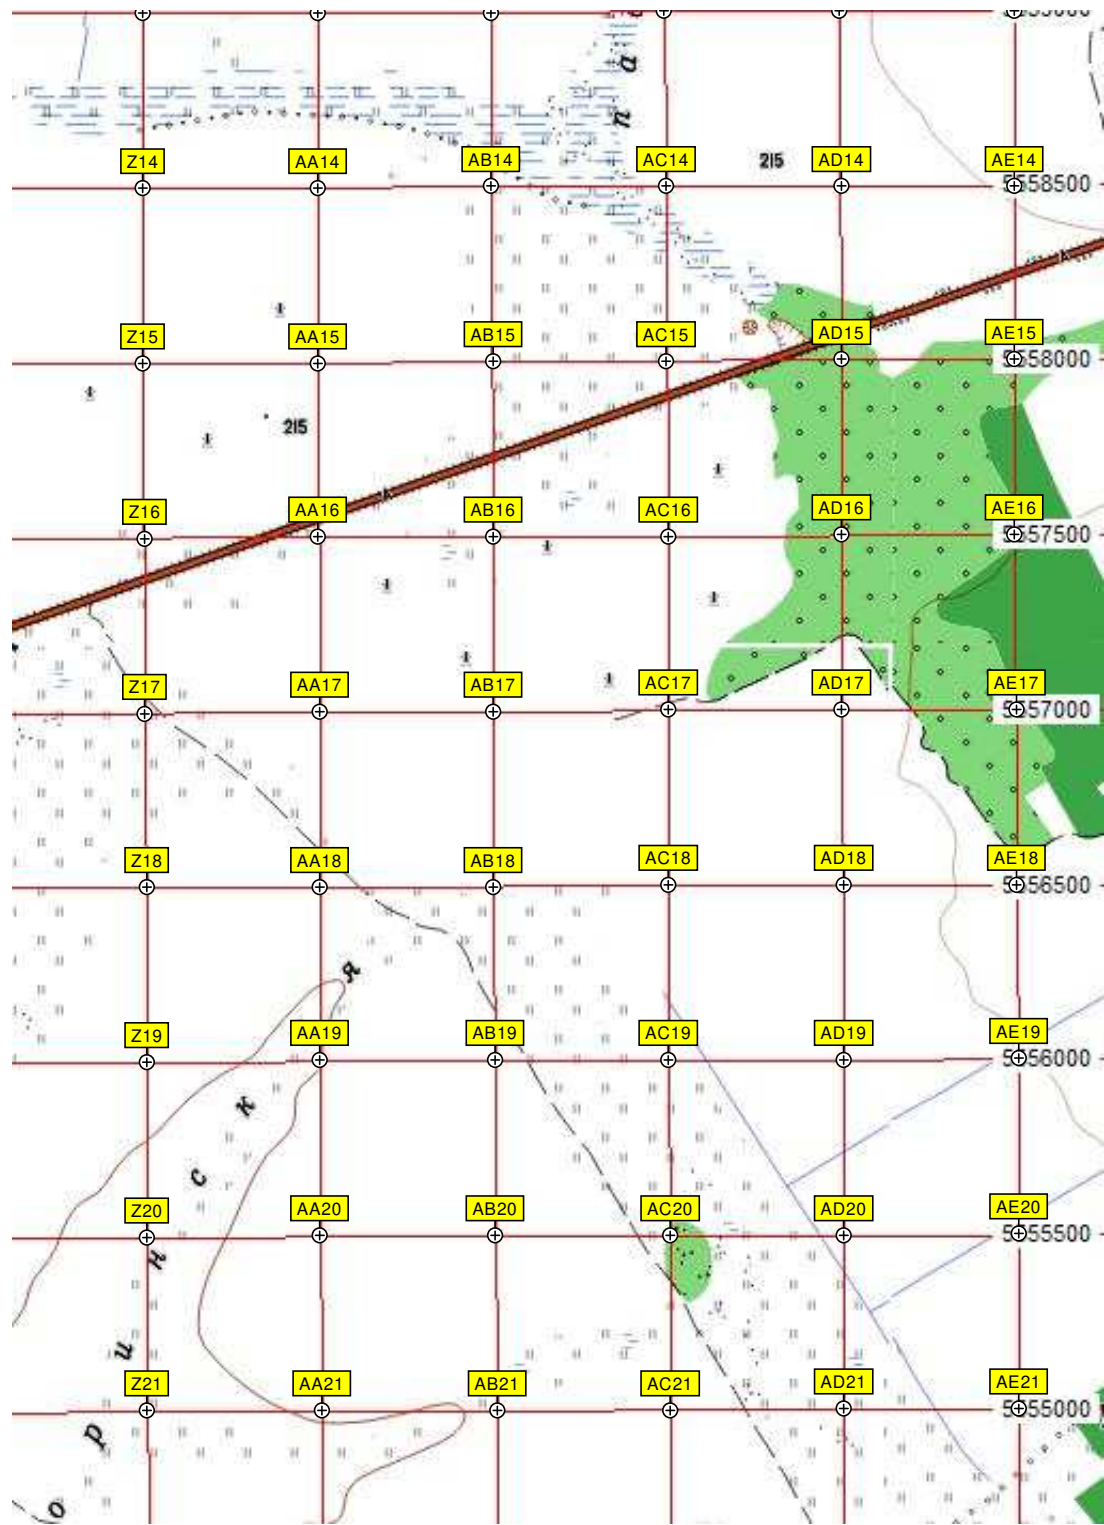 5559000
а
п
Z14 AA14 AB14 AC14 215 AD14 AE14
5558500
Z15 AA15 AB15 AC15 AD15 AE15
5558000
215
Z16 AA16 AB16 AC16 AD16 AE16
5557500
Z17 AA17 AB17 AC17 AD17 AE17
5557000
Z18 AA18 AB18 AC18 AD18 AE18
5556500
я
Z19 AA19 AB19 AC19 AD19 AE19
5556000
к
с
Z20 AA20 AB20 AC20 AD20 AE20
5555500
н
и
Z21 AA21 AB21 AC21 AD21 AE21
5555000
р
о